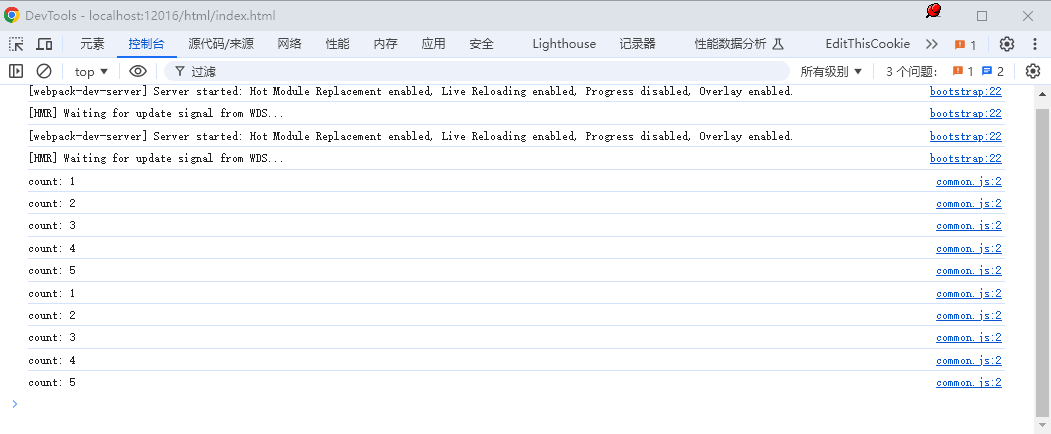 DevTools - localhost:12016/html/index.html
元素 控制台 源代码/来源 网络 性能 内存 应用 安全 Lighthouse 记录器 性能数据分析 EditThisCookie 1
top 过滤 所有级别 3 个问题: 1 2
[webpack-dev-server] Server started: Hot Module Replacement enabled, Live Reloading enabled, Progress disabled, Overlay enabled. bootstrap:22
[HMR] Waiting for update signal from WDS... bootstrap:22
[webpack-dev-server] Server started: Hot Module Replacement enabled, Live Reloading enabled, Progress disabled, Overlay enabled. bootstrap:22
[HMR] Waiting for update signal from WDS... bootstrap:22
count: 1 common.js:2
count: 2 common.js:2
count: 3 common.js:2
count: 4 common.js:2
count: 5 common.js:2
count: 1 common.js:2
count: 2 common.js:2
count: 3 common.js:2
count: 4 common.js:2
count: 5 common.js:2